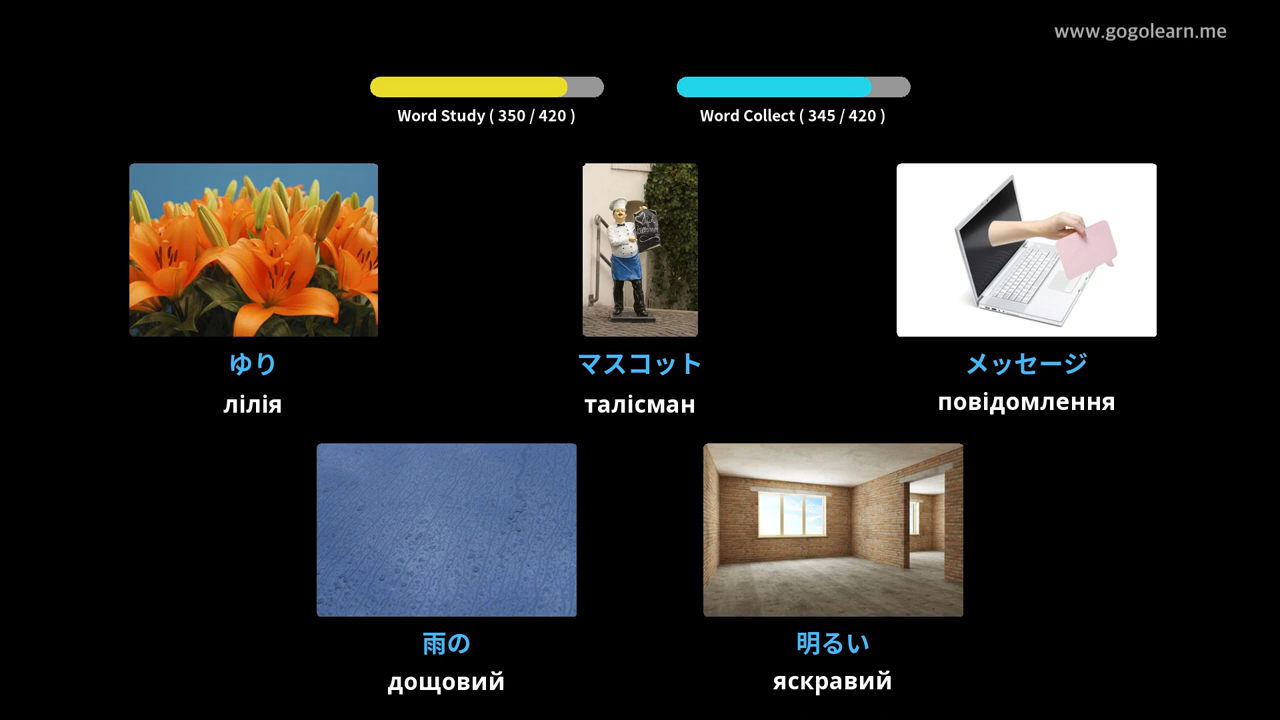 www.gogolearn.me
Word Study ( 350 / 420 )
Word Collect ( 345 / 420 )
ゆり
マスコット
メッセージ
лілія
талісман
повідомлення
雨の
明るい
дощовий
яскравий